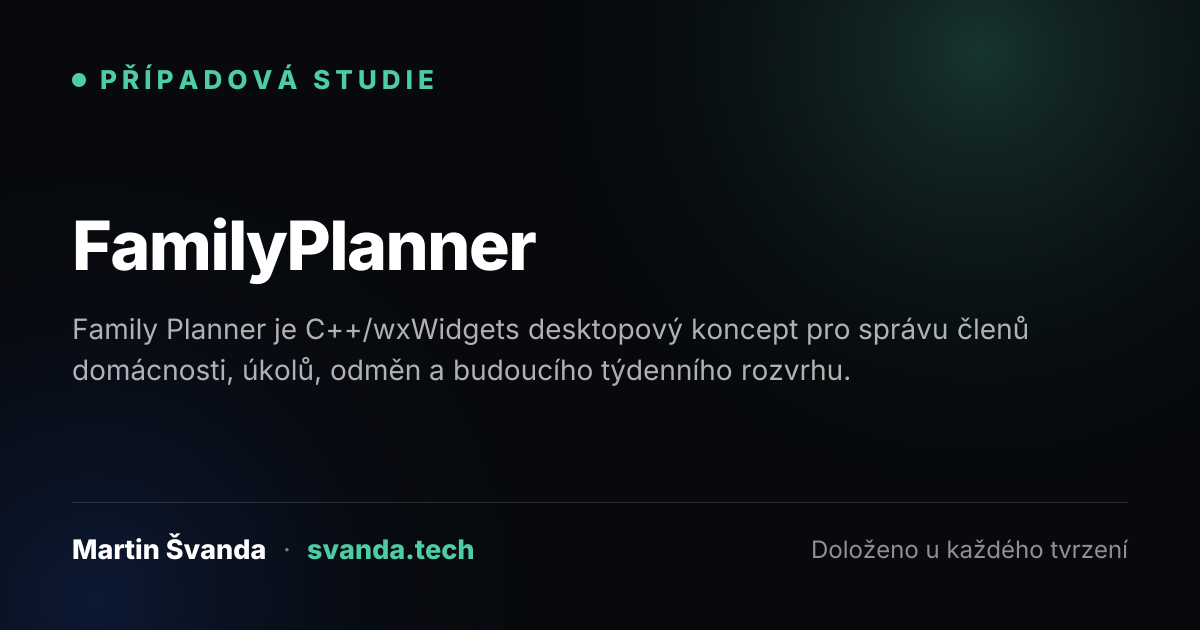 PŘÍPADOVÁ STUDIE
FamilyPlanner
Family Planner je C++/wxWidgets desktopový koncept pro správu členů
domácnosti, úkolů, odměn a budoucího týdenního rozvrhu.
Martin Švanda · svanda.tech
Doloženo u každého tvrzení